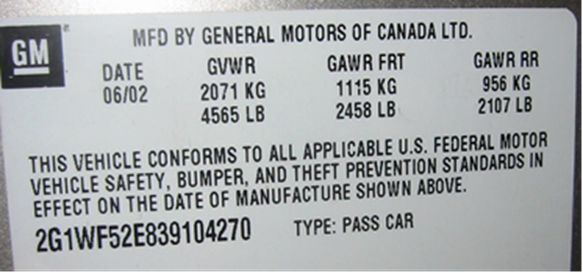 GM
MFD BY GENERAL MOTORS OF CANADA LTD.
DATE GVWR GAWR FRT GAWR RR
06/02 2071 KG 1115 KG 956 KG
4565 LB 2458 LB 2107 LB
THIS VEHICLE CONFORMS TO ALL APPLICABLE U.S. FEDERAL MOTOR
VEHICLE SAFETY, BUMPER, AND THEFT PREVENTION STANDARDS IN
EFFECT ON THE DATE OF MANUFACTURE SHOWN ABOVE.
2G1WF52E839104270 TYPE: PASS CAR